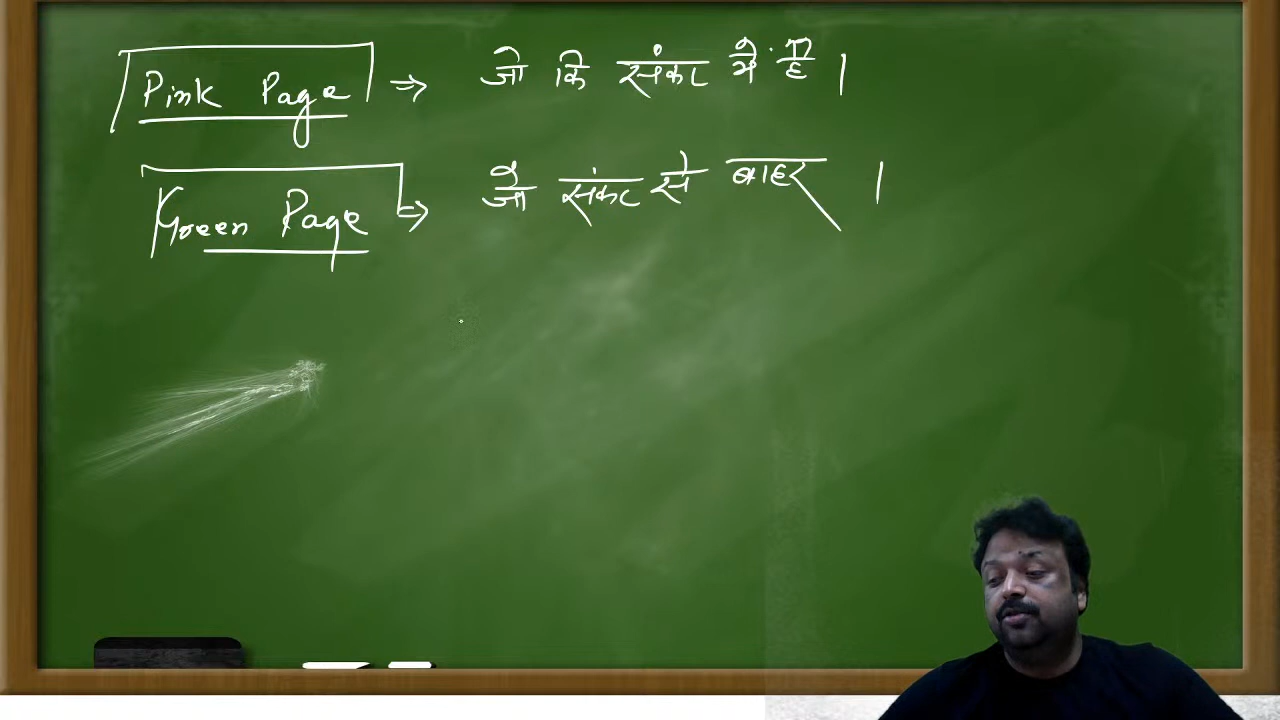 Pink Page ⇒ जो कि संकट में है ।
Green Page ⇒ जो संकट से बाहर ।